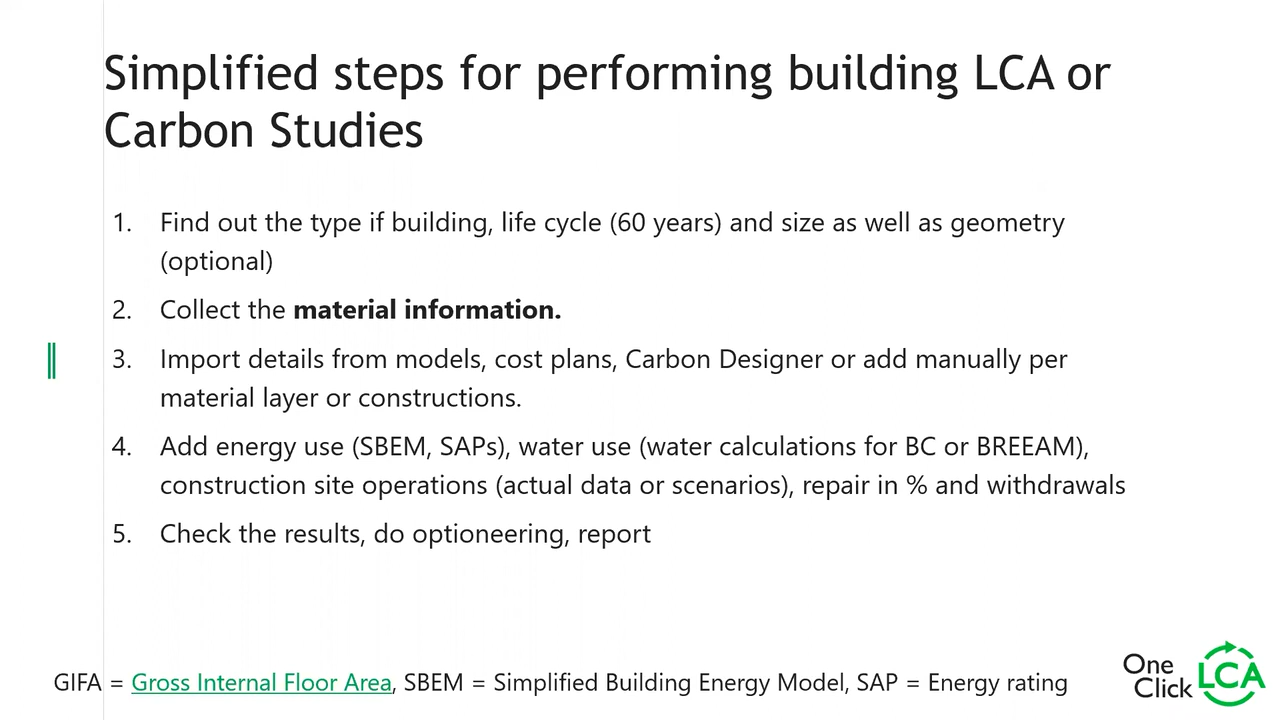 Simplified steps for performing building LCA or
Carbon Studies
1. Find out the type if building, life cycle (60 years) and size as well as geometry
(optional)
2. Collect the material information.
3. Import details from models, cost plans, Carbon Designer or add manually per
material layer or constructions.
4. Add energy use (SBEM, SAPs), water use (water calculations for BC or BREEAM),
construction site operations (actual data or scenarios), repair in % and withdrawals
5. Check the results, do optioneering, report
GIFA = Gross Internal Floor Area, SBEM = Simplified Building Energy Model, SAP = Energy rating
One
Click LCA